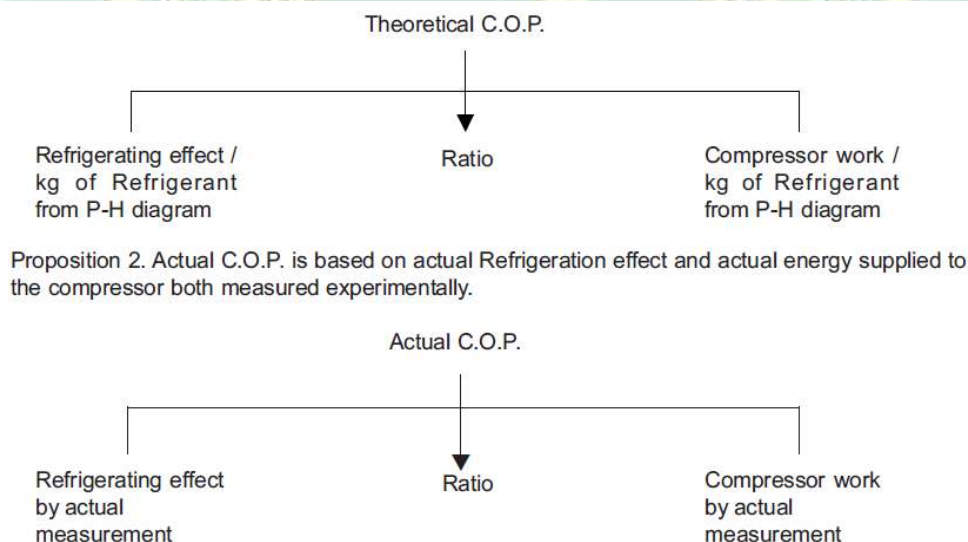 Theoretical C.O.P.
Refrigerating effect /
kg of Refrigerant
from P-H diagram
Ratio
Compressor work /
kg of Refrigerant
from P-H diagram
Proposition 2. Actual C.O.P. is based on actual Refrigeration effect and actual energy supplied to
the compressor both measured experimentally.
Actual C.O.P.
Refrigerating effect
by actual
measurement
Ratio
Compressor work
by actual
measurement